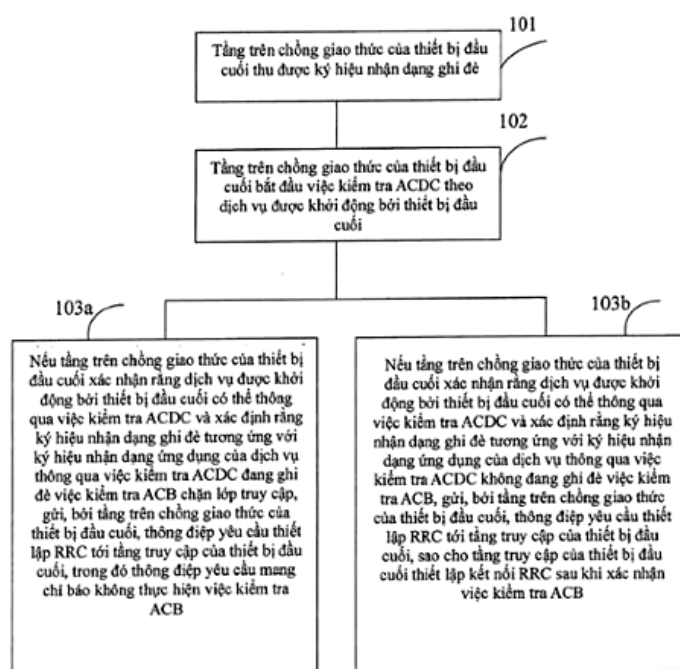 101
Tầng trên chồng giao thức của thiết bị đầu
cuối thu được ký hiệu nhận dạng ghi đè
102
Tầng trên chồng giao thức của thiết bị đầu
cuối bắt đầu việc kiểm tra ACDC theo
dịch vụ được khởi động bởi thiết bị đầu
cuối
103a
Nếu tầng trên chồng giao thức của thiết bị
đầu cuối xác nhận rằng dịch vụ được khởi
động bởi thiết bị đầu cuối có thể thông
qua việc kiểm tra ACDC và xác định rằng
ký hiệu nhận dạng ghi đè tương ứng với
ký hiệu nhận dạng ứng dụng của dịch vụ
thông qua việc kiểm tra ACDC đang ghi
đè việc kiểm tra ACB chặn lớp truy cập,
gửi, bởi tầng trên chồng giao thức của
thiết bị đầu cuối, thông điệp yêu cầu thiết
lập RRC tới tầng truy cập của thiết bị đầu
cuối, trong đó thông điệp yêu cầu mang
chỉ báo không thực hiện việc kiểm tra
ACB
103b
Nếu tầng trên chồng giao thức của thiết bị
đầu cuối xác nhận rằng dịch vụ được khởi
động bởi thiết bị đầu cuối có thể thông qua
việc kiểm tra ACDC và xác định rằng ký hiệu
nhận dạng ghi đè tương ứng với ký hiệu nhận
dạng ứng dụng của dịch vụ thông qua việc
kiểm tra ACDC không đang ghi đè việc kiểm
tra ACB, gửi, bởi tầng trên chồng giao thức
của thiết bị đầu cuối, thông điệp yêu cầu thiết
lập RRC tới tầng truy cập của thiết bị đầu
cuối, sao cho tầng truy cập của thiết bị đầu
cuối thiết lập kết nối RRC sau khi xác nhận
việc kiểm tra ACB